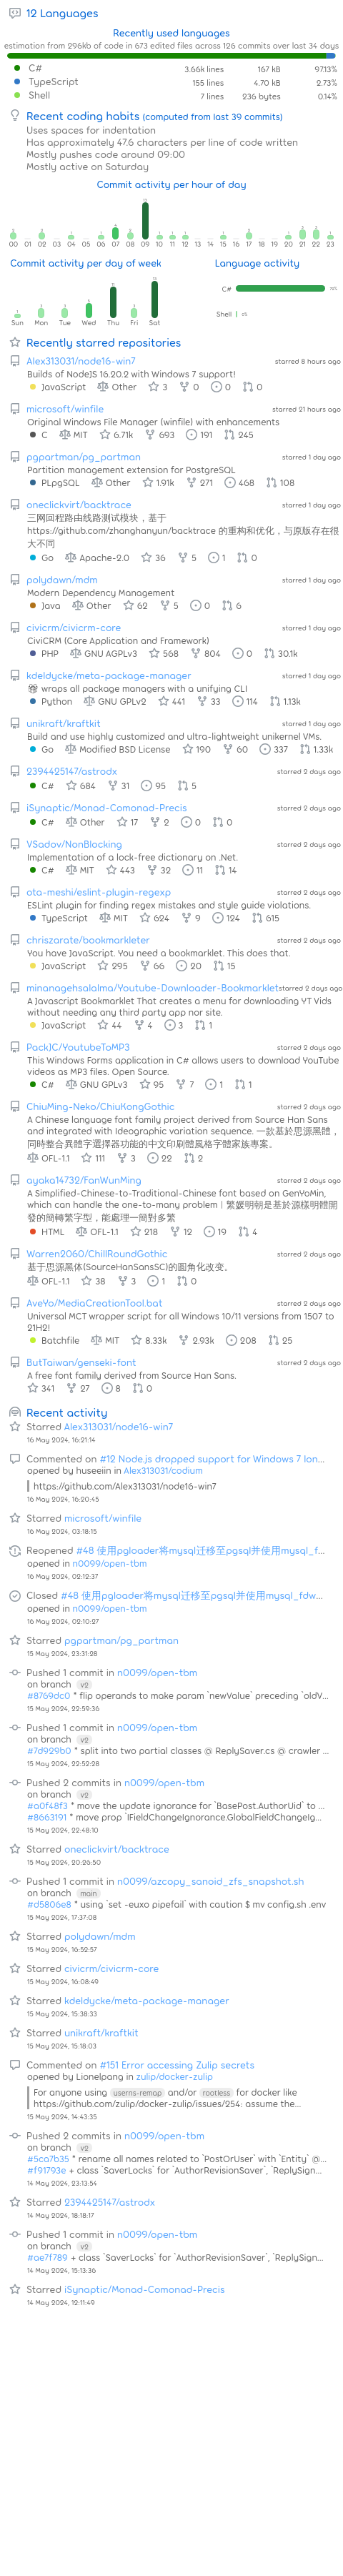 12 Languages
Recently used languages
estimation from 296kb of code in 673 edited files across 126 commits over last 34 days
C# 3.66k lines 167 kB 97.13%
TypeScript 155 lines 4.70 kB 2.73%
Shell 7 lines 236 bytes 0.14%
Recent coding habits (computed from last 39 commits)
Uses spaces for indentation
Has approximately 47.6 characters per line of code written
Mostly pushes code around 09:00
Mostly active on Saturday
Commit activity per hour of day
00 01 02 03 04 05 06 07 08 09 10 11 12 13 14 15 16 17 18 19 20 21 22 23
Commit activity per day of week
Language activity
C#
Shell
Sun Mon Tue Wed Thu Fri Sat
Recently starred repositories
Alex313031/node16-win7 starred 8 hours ago
Builds of NodeJS 16.20.2 with Windows 7 support!
JavaScript Other 3 0 0 0
microsoft/winfile starred 21 hours ago
Original Windows File Manager (winfile) with enhancements
C MIT 6.71k 693 191 245
pgpartman/pg_partman starred 1 day ago
Partition management extension for PostgreSQL
PLpgSQL Other 1.91k 271 468 108
oneclickvirt/backtrace starred 1 day ago
三网回程路由线路测试模块，基于
https://github.com/zhanghanyun/backtrace 的重构和优化，与原版存在很
大不同
Go Apache-2.0 36 5 1 0
polydawn/mdm starred 1 day ago
Modern Dependency Management
Java Other 62 5 0 6
civicrm/civicrm-core starred 1 day ago
CiviCRM (Core Application and Framework)
PHP GNU AGPLv3 568 804 0 30.1k
kdeldycke/meta-package-manager starred 1 day ago
🎁 wraps all package managers with a unifying CLI
Python GNU GPLv2 441 33 114 1.13k
unikraft/kraftkit starred 1 day ago
Build and use highly customized and ultra-lightweight unikernel VMs.
Go Modified BSD License 190 60 337 1.33k
2394425147/astrodx starred 2 days ago
C# 684 31 95 5
iSynaptic/Monad-Comonad-Precis starred 2 days ago
C# Other 17 2 0 0
VSadov/NonBlocking starred 2 days ago
Implementation of a lock-free dictionary on .Net.
C# MIT 443 32 11 14
ota-meshi/eslint-plugin-regexp starred 2 days ago
ESLint plugin for finding regex mistakes and style guide violations.
TypeScript MIT 624 9 124 615
chriszarate/bookmarkleter starred 2 days ago
You have JavaScript. You need a bookmarklet. This does that.
JavaScript 295 66 20 15
minanagehsalalma/Youtube-Downloader-Bookmarklet starred 2 days ago
A Javascript Bookmarklet That creates a menu for downloading YT Vids
without needing any third party app nor site.
JavaScript 44 4 3 1
PackJC/YoutubeToMP3 starred 2 days ago
This Windows Forms application in C# allows users to download YouTube
videos as MP3 files. Open Source.
C# GNU GPLv3 95 7 1 1
ChiuMing-Neko/ChiuKongGothic starred 2 days ago
A Chinese language font family project derived from Source Han Sans
and integrated with Ideographic variation sequence. 一款基於思源黑體，
同時整合異體字選擇器功能的中文印刷體風格字體家族專案。
OFL-1.1 111 3 22 2
ayaka14732/FanWunMing starred 2 days ago
A Simplified-Chinese-to-Traditional-Chinese font based on GenYoMin,
which can handle the one-to-many problem | 繁媛明朝是基於源樣明體開
發的簡轉繁字型，能處理一簡對多繁
HTML OFL-1.1 218 12 19 4
Warren2060/ChillRoundGothic starred 2 days ago
基于思源黑体(SourceHanSansSC)的圆角化改变。
OFL-1.1 38 3 1 0
AveYo/MediaCreationTool.bat starred 2 days ago
Universal MCT wrapper script for all Windows 10/11 versions from 1507 to
21H2!
Batchfile MIT 8.33k 2.93k 208 25
ButTaiwan/genseki-font starred 2 days ago
A free font family derived from Source Han Sans.
341 27 8 0
Recent activity
Starred Alex313031/node16-win7
16 May 2024, 16:21:14
Commented on #12 Node.js dropped support for Windows 7 lon...
opened by huseeiin in Alex313031/codium
https://github.com/Alex313031/node16-win7
16 May 2024, 16:20:45
Starred microsoft/winfile
16 May 2024, 03:18:15
Reopened #48 使用pgloader将mysql迁移至pgsql并使用mysql_f...
opened in n0099/open-tbm
16 May 2024, 02:12:37
Closed #48 使用pgloader将mysql迁移至pgsql并使用mysql_fdw...
opened in n0099/open-tbm
16 May 2024, 02:10:27
Starred pgpartman/pg_partman
15 May 2024, 23:31:28
Pushed 1 commit in n0099/open-tbm
on branch v2
#8769dc0 * flip operands to make param `newValue` preceding `oldV...
15 May 2024, 22:59:36
Pushed 1 commit in n0099/open-tbm
on branch v2
#7d929b0 * split into two partial classes @ ReplySaver.cs @ crawler ...
15 May 2024, 22:52:28
Pushed 2 commits in n0099/open-tbm
on branch v2
#a0f48f3 * move the update ignorance for `BasePost.AuthorUid` to ...
#8663191 * move prop `IFieldChangeIgnorance.GlobalFieldChangeIg...
15 May 2024, 22:48:10
Starred oneclickvirt/backtrace
15 May 2024, 20:26:50
Pushed 1 commit in n0099/azcopy_sanoid_zfs_snapshot.sh
on branch main
#d5806e8 * using `set -euxo pipefail` with caution $ mv config.sh .env
15 May 2024, 17:37:08
Starred polydawn/mdm
15 May 2024, 16:52:57
Starred civicrm/civicrm-core
15 May 2024, 16:08:49
Starred kdeldycke/meta-package-manager
15 May 2024, 15:38:33
Starred unikraft/kraftkit
15 May 2024, 15:18:03
Commented on #151 Error accessing Zulip secrets
opened by Lionelpang in zulip/docker-zulip
For anyone using userns-remap and/or rootless for docker like
https://github.com/zulip/docker-zulip/issues/254: assume the...
15 May 2024, 14:43:35
Pushed 2 commits in n0099/open-tbm
on branch v2
#5ca7b35 * rename all names related to `PostOrUser` with `Entity` @...
#f91793e + class `SaverLocks` for `AuthorRevisionSaver`, `ReplySign...
14 May 2024, 23:13:54
Starred 2394425147/astrodx
14 May 2024, 18:18:17
Pushed 1 commit in n0099/open-tbm
on branch v2
#ae7f789 + class `SaverLocks` for `AuthorRevisionSaver`, `ReplySign...
14 May 2024, 15:13:36
Starred iSynaptic/Monad-Comonad-Precis
14 May 2024, 12:11:49